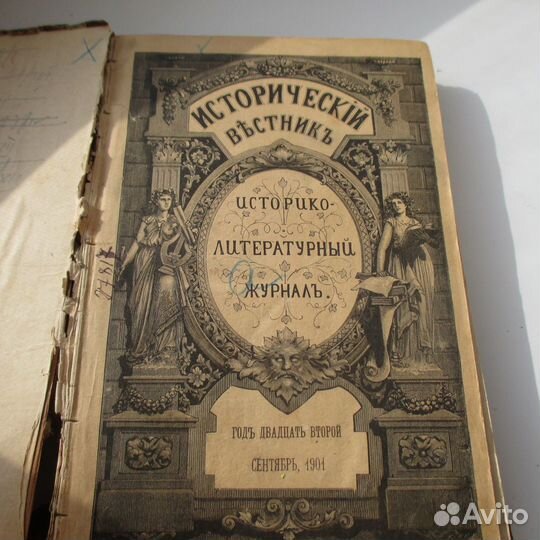 ИСТОРИЧЕСКІЙ
ВѢСТНИКЪ
ИСТОРИКО-
ЛИТЕРАТУРНЫЙ
ЖУРНАЛЪ.
ГОДЪ ДВАДЦАТЬ ВТОРОЙ
СЕНТЯБРЬ, 1901
Avito